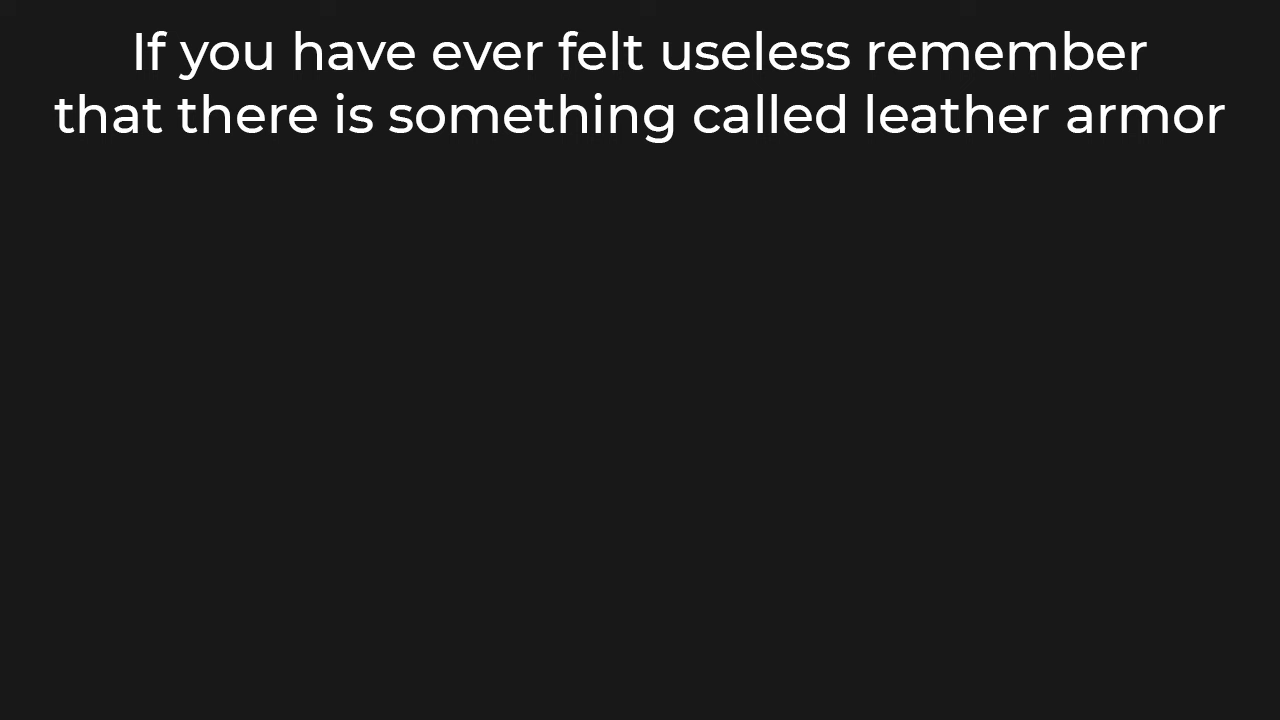 If you have ever felt useless remember
that there is something called leather armor